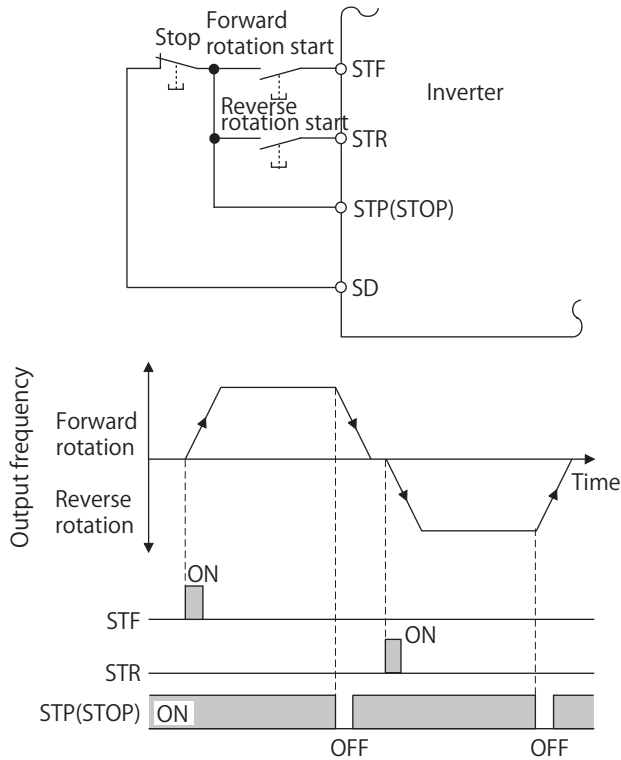 Forward
rotation start
Stop
STF
Inverter
Reverse
rotation start
STR
STP(STOP)
SD
Output frequency
Forward
rotation
Time
Reverse
rotation
ON
STF
ON
STR
STP(STOP)
ON
OFF
OFF